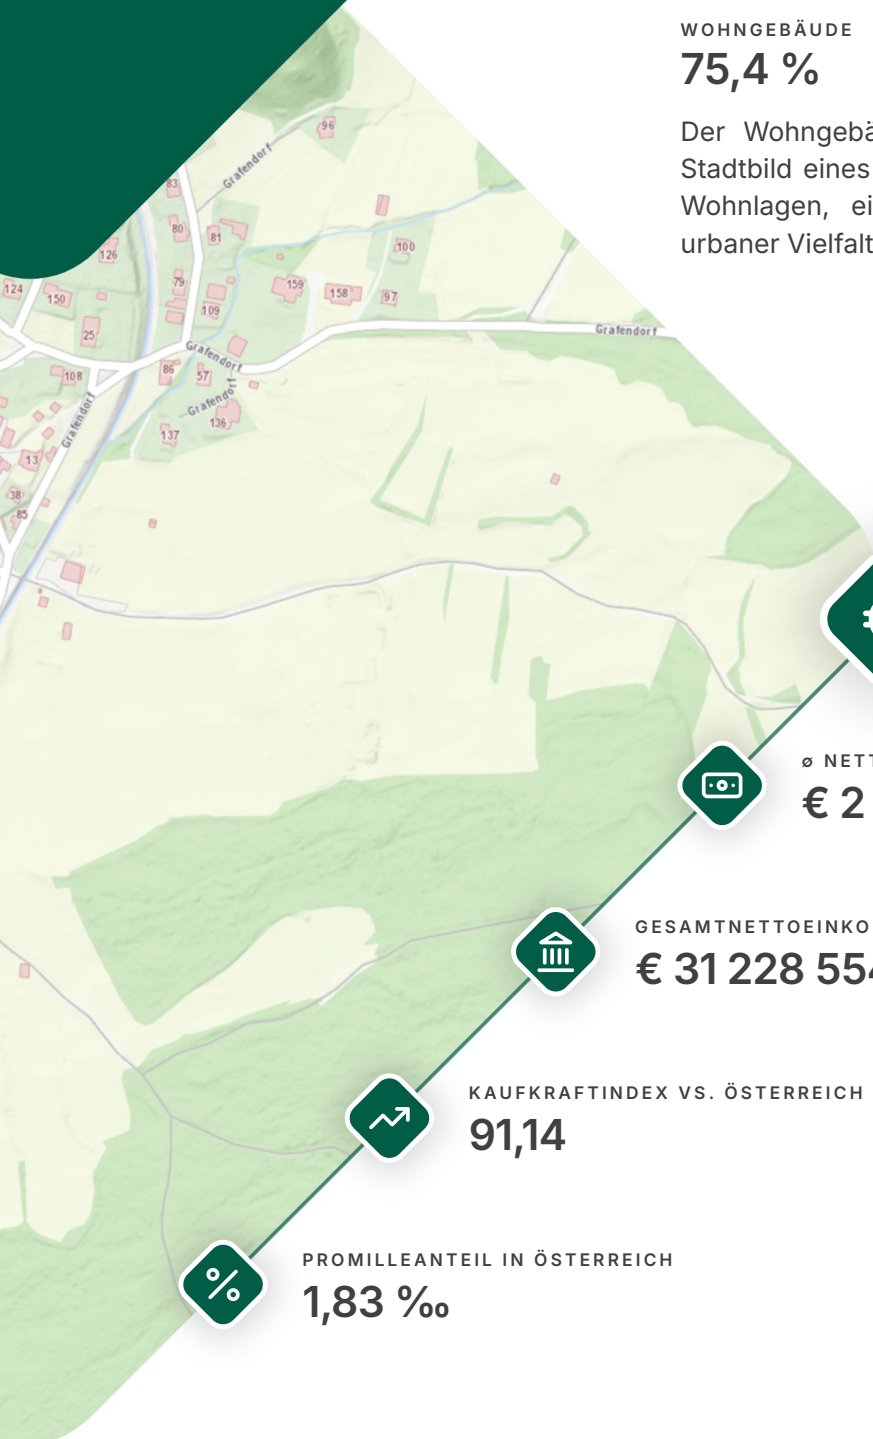 WOHNGEBÄUDE
75,4 %
Der Wohngebä
Stadtbild eines
Wohnlagen, ei
urbaner Vielfalt
96
Grafendorf
83
80
81
126
100
79
159
158
97
124
150
109
25
Grafendorf
Grafendorf
108
86
57
Grafendorf
Grafendorf
136
137
13
38
85
ø NETT
€ 2
GESAMTNETTOEINKO
€ 31 228 554
KAUFKRAFTINDEX VS. ÖSTERREICH
91,14
PROMILLEANTEIL IN ÖSTERREICH
1,83 ‰